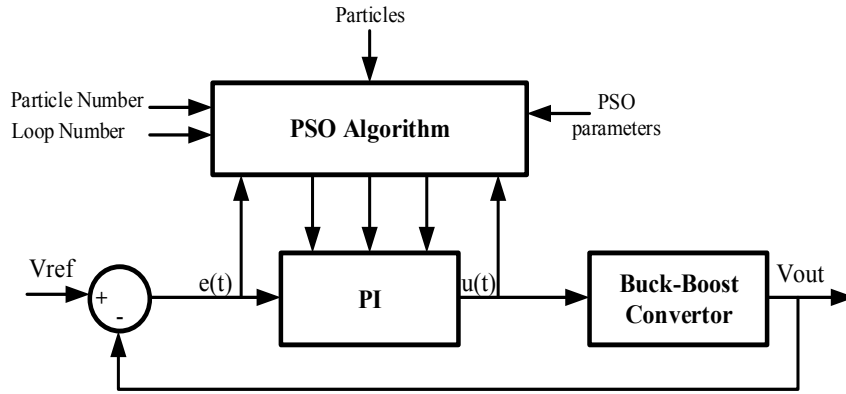 Particles
Particle Number
Loop Number
PSO Algorithm
PSO
parameters
Vref
+
-
e(t)
PI
u(t)
Buck-Boost
Convertor
Vout